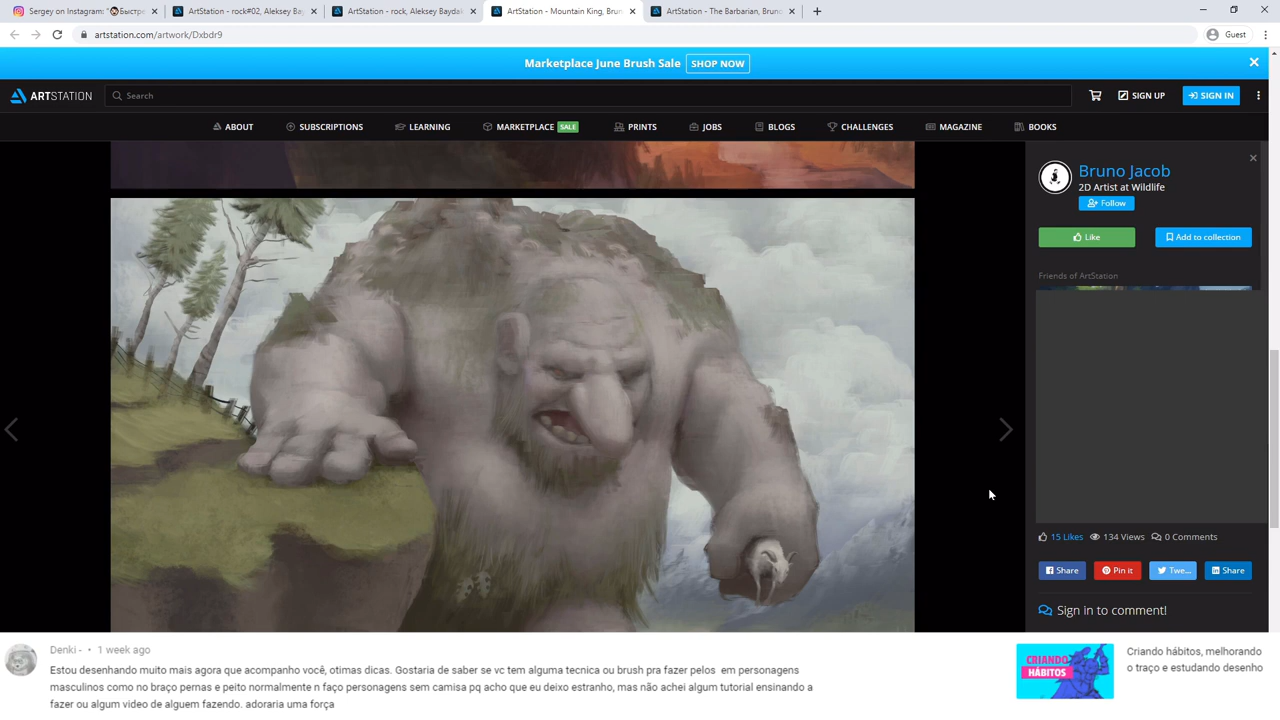 Sergey on Instagram: "Быстре
ArtStation - rock#02, Aleksey Bay
ArtStation - rock, Aleksey Baydak
ArtStation - Mountain King, Brun
ArtStation - The Barbarian, Bruno
artstation.com/artwork/Dxbdr9
Guest
Marketplace June Brush Sale SHOP NOW
ARTSTATION
Search
SIGN UP
SIGN IN
ABOUT SUBSCRIPTIONS LEARNING MARKETPLACE SALE PRINTS JOBS BLOGS CHALLENGES MAGAZINE BOOKS
Bruno Jacob
2D Artist at Wildlife
Follow
Like
Add to collection
Friends of ArtStation
15 Likes 134 Views 0 Comments
Share Pin it Twe... Share
Sign in to comment!
Denki - • 1 week ago
Estou desenhando muito mais agora que acompanho você, otimas dicas, gostaria de saber se vc tem alguma tecnica ou brush pra fazer pelos em personagens
masculinos como no braço pernas e peito normalmente n faço personagens sem camisa pq acho que eu deixo estranho, mas não achei algum tutorial ensinando a
fazer ou algum video de alguem fazendo. adoraria uma força
CRIANDO
HÁBITOS
Criando hábitos, melhorando
o traço e estudando desenho